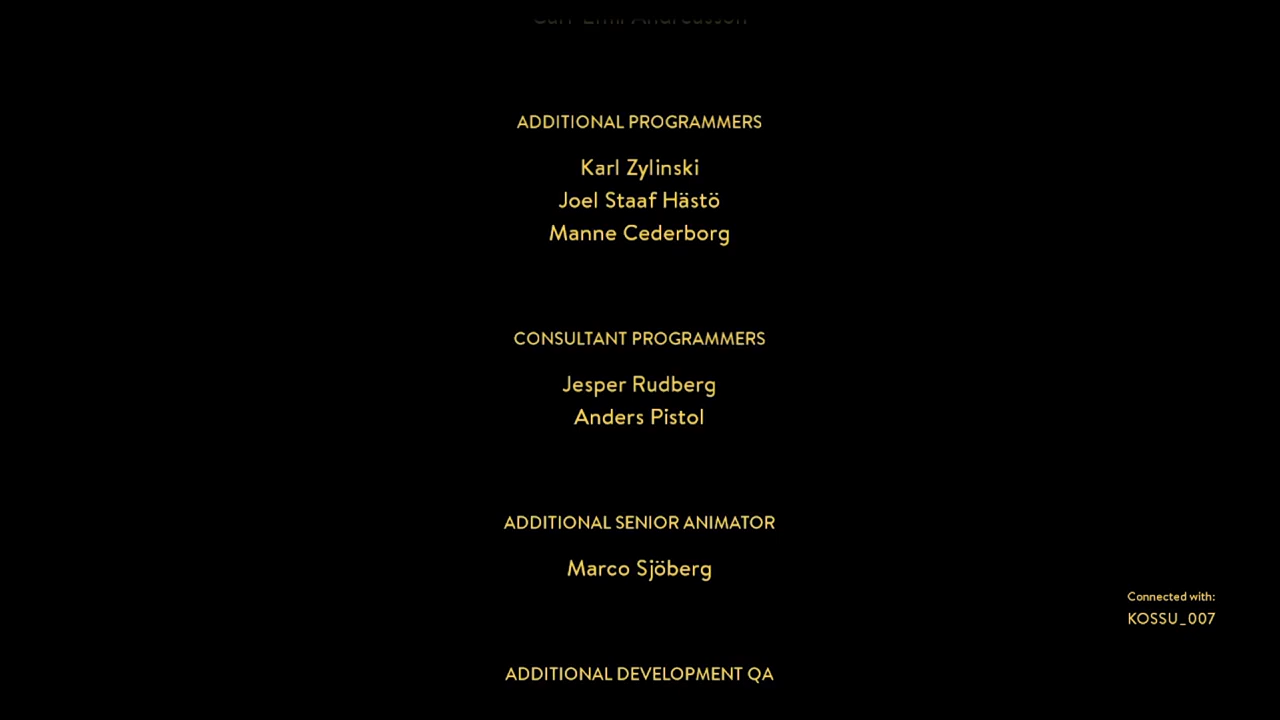 ADDITIONAL PROGRAMMERS
Karl Zylinski
Joel Staaf Hästö
Manne Cederborg
CONSULTANT PROGRAMMERS
Jesper Rudberg
Anders Pistol
ADDITIONAL SENIOR ANIMATOR
Marco Sjöberg
Connected with:
KOSSU_007
ADDITIONAL DEVELOPMENT QA